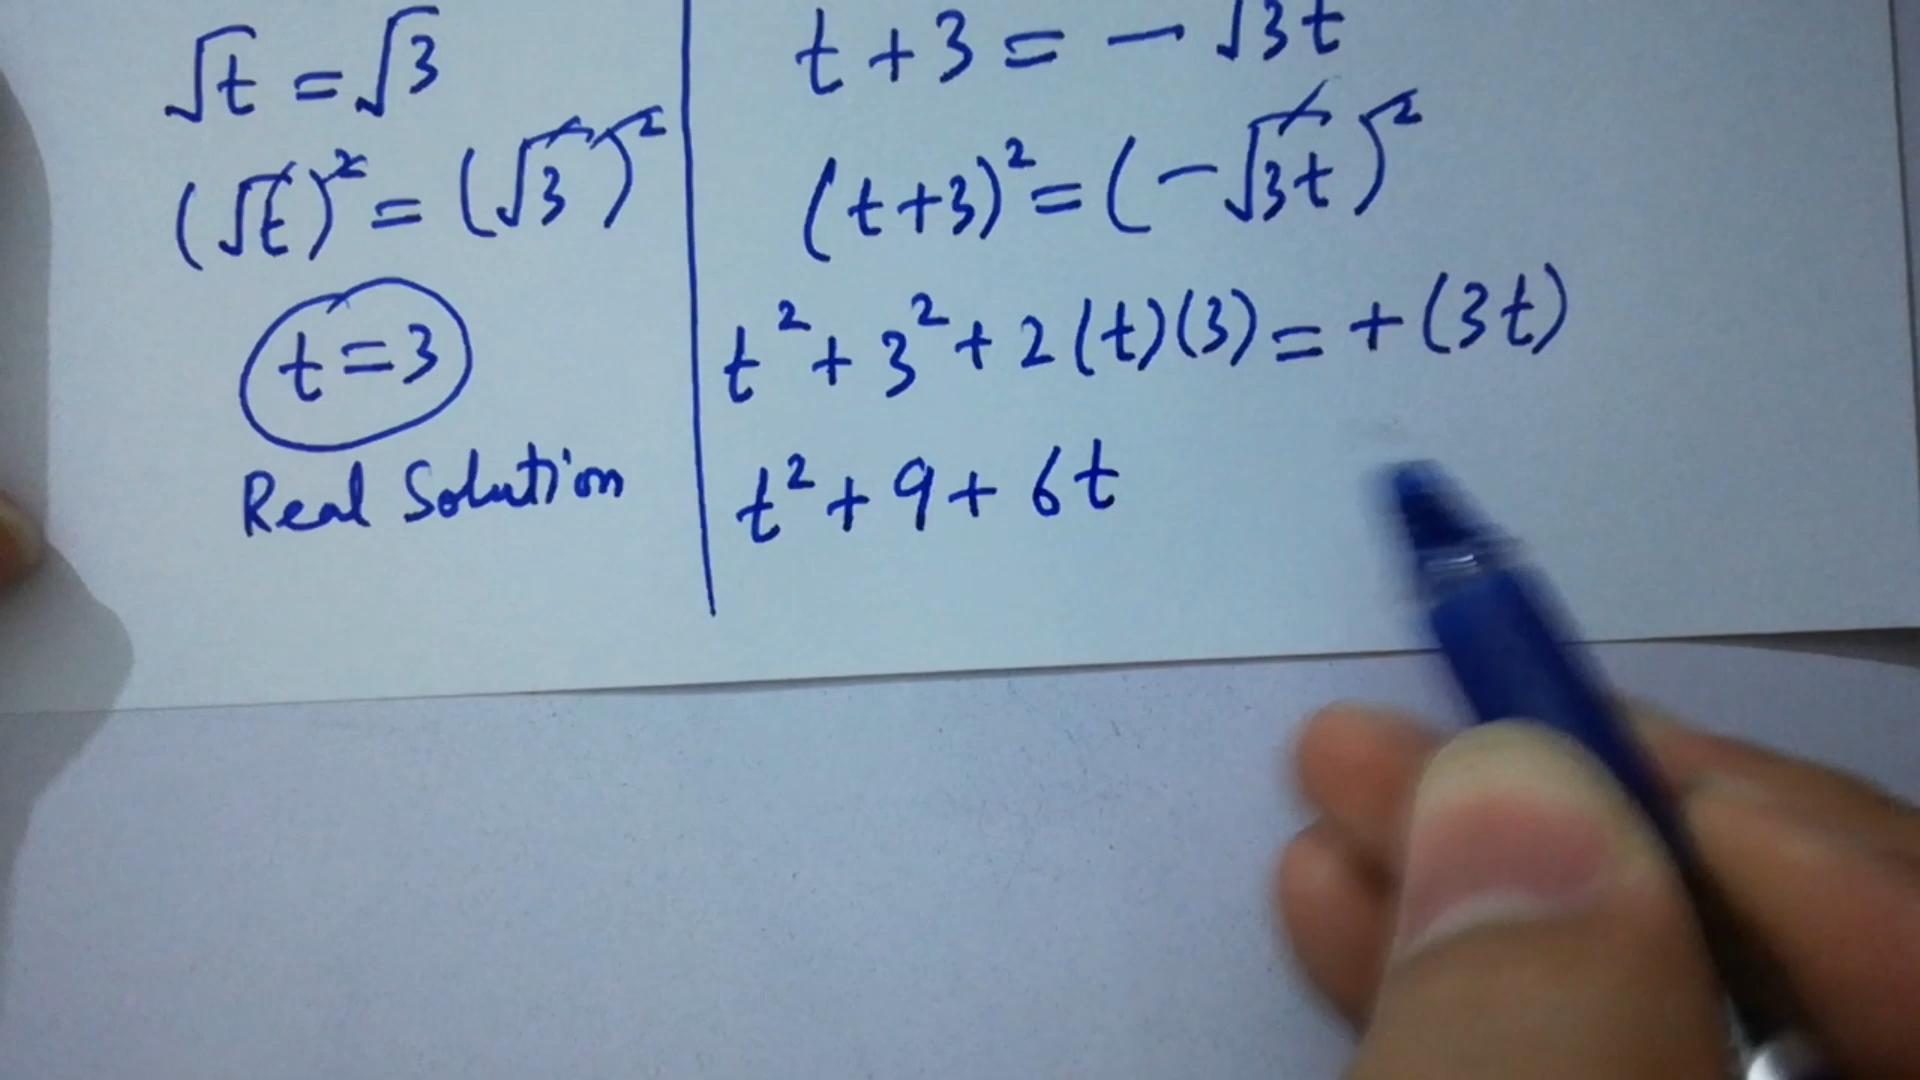 √t = √3
(√t)² = (√3)²
t = 3
Real Solution
t + 3 = - √3t
(t+3)² = (-√3t)²
t² + 3² + 2(t)(3) = + (3t)
t² + 9 + 6t